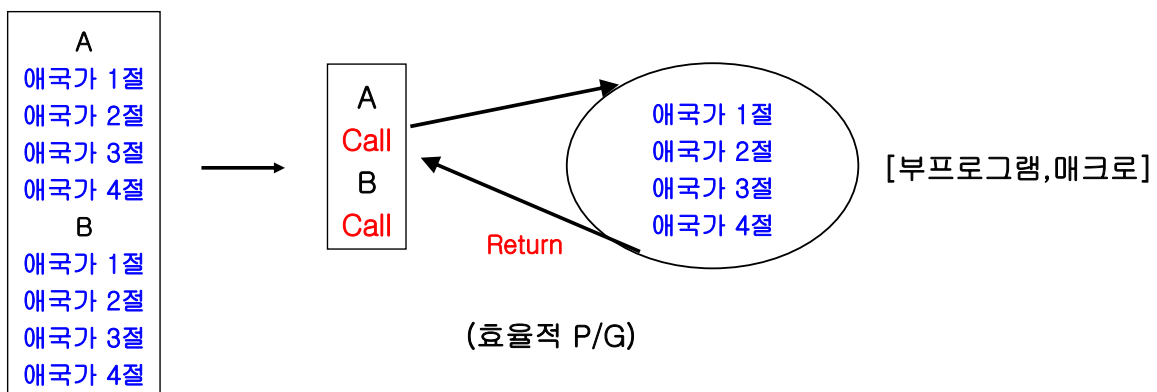 A
애국가 1절
애국가 2절
애국가 3절
애국가 4절
B
애국가 1절
애국가 2절
애국가 3절
애국가 4절
A
Call
B
Call
Return
애국가 1절
애국가 2절
애국가 3절
애국가 4절
[부프로그램,매크로]
(효율적 P/G)